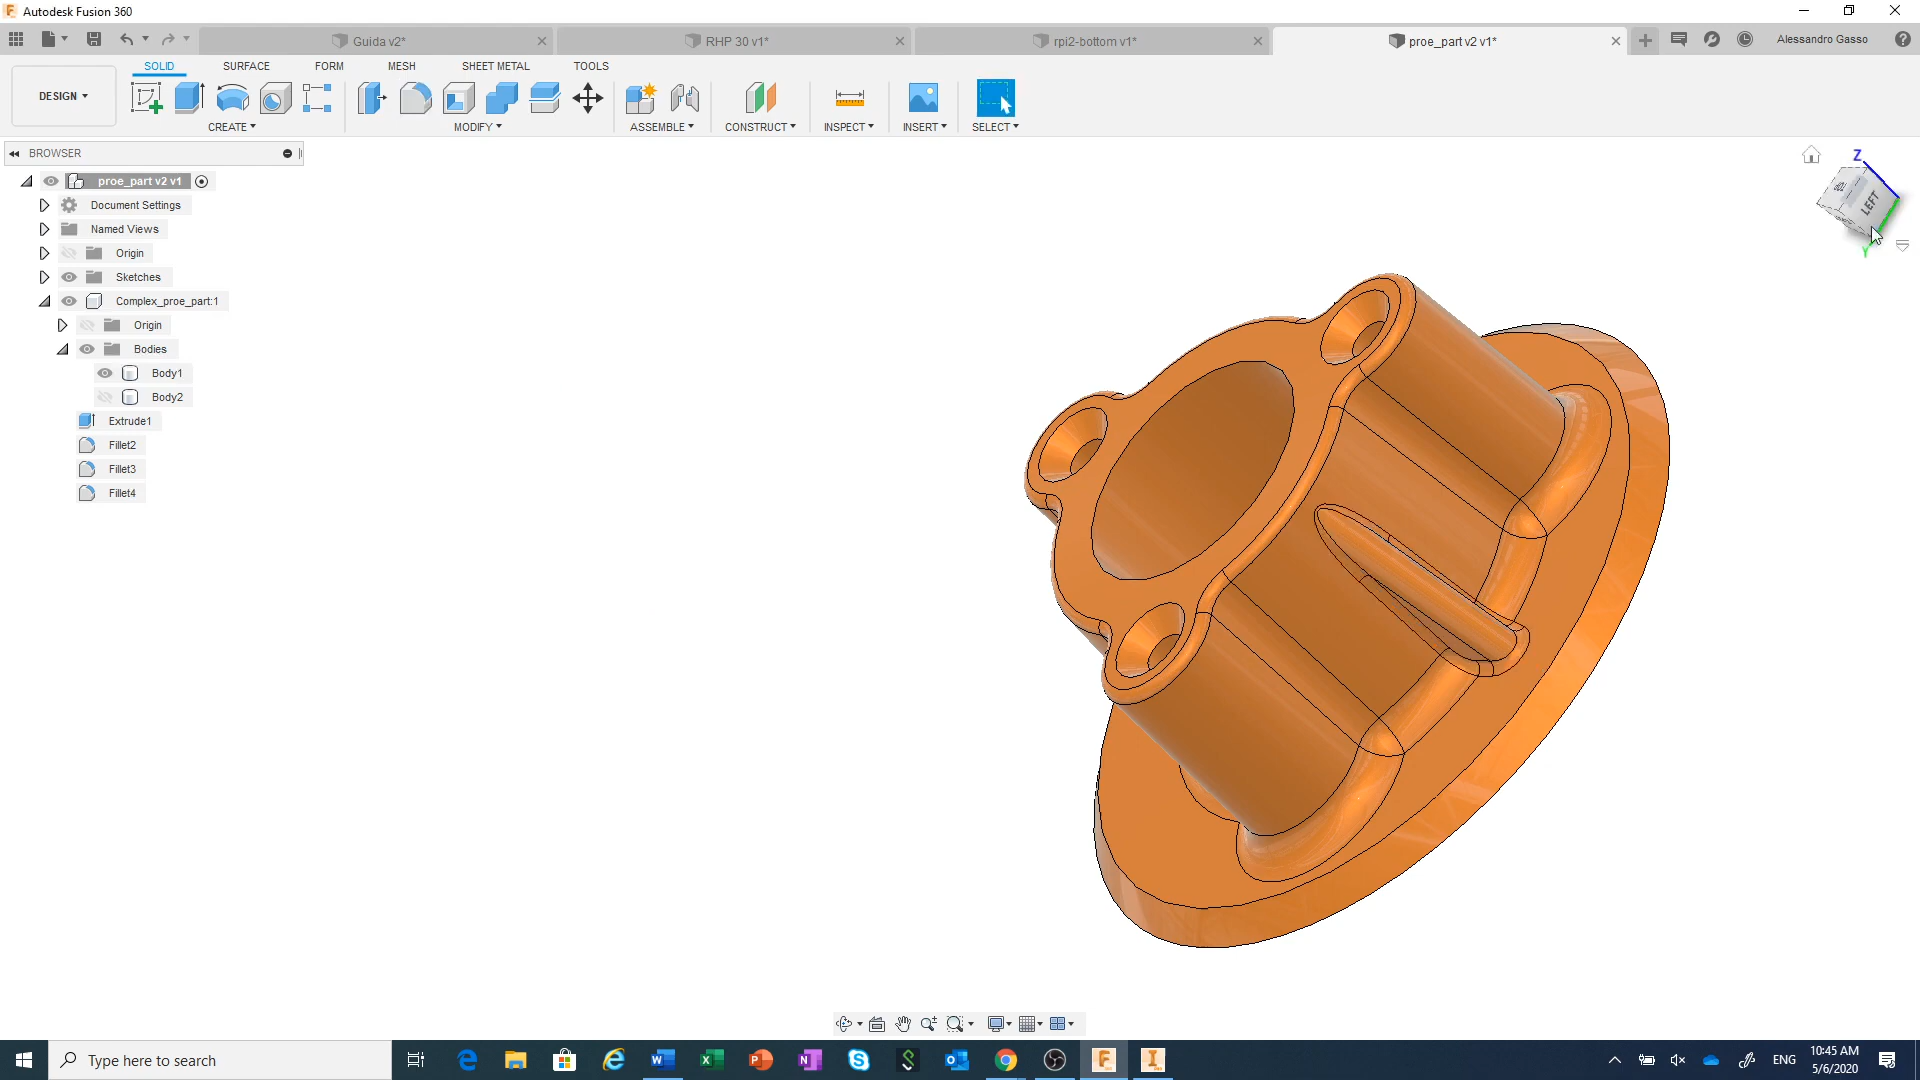 Autodesk Fusion 360
Guida v2*
RHP 30 v1*
rpi2-bottom v1*
proe_part v2 v1*
Alessandro Gasso
SOLID
SURFACE
FORM
MESH
SHEET METAL
TOOLS
DESIGN
CREATE
MODIFY
ASSEMBLE
CONSTRUCT
INSPECT
INSERT
SELECT
BROWSER
proe_part v2 v1
Document Settings
Named Views
Origin
Sketches
Complex_proe_part:1
Origin
Bodies
Body1
Body2
Extrude1
Fillet2
Fillet3
Fillet4
Z
TOP
LEFT
Y
Type here to search
ENG
10:45 AM
5/6/2020